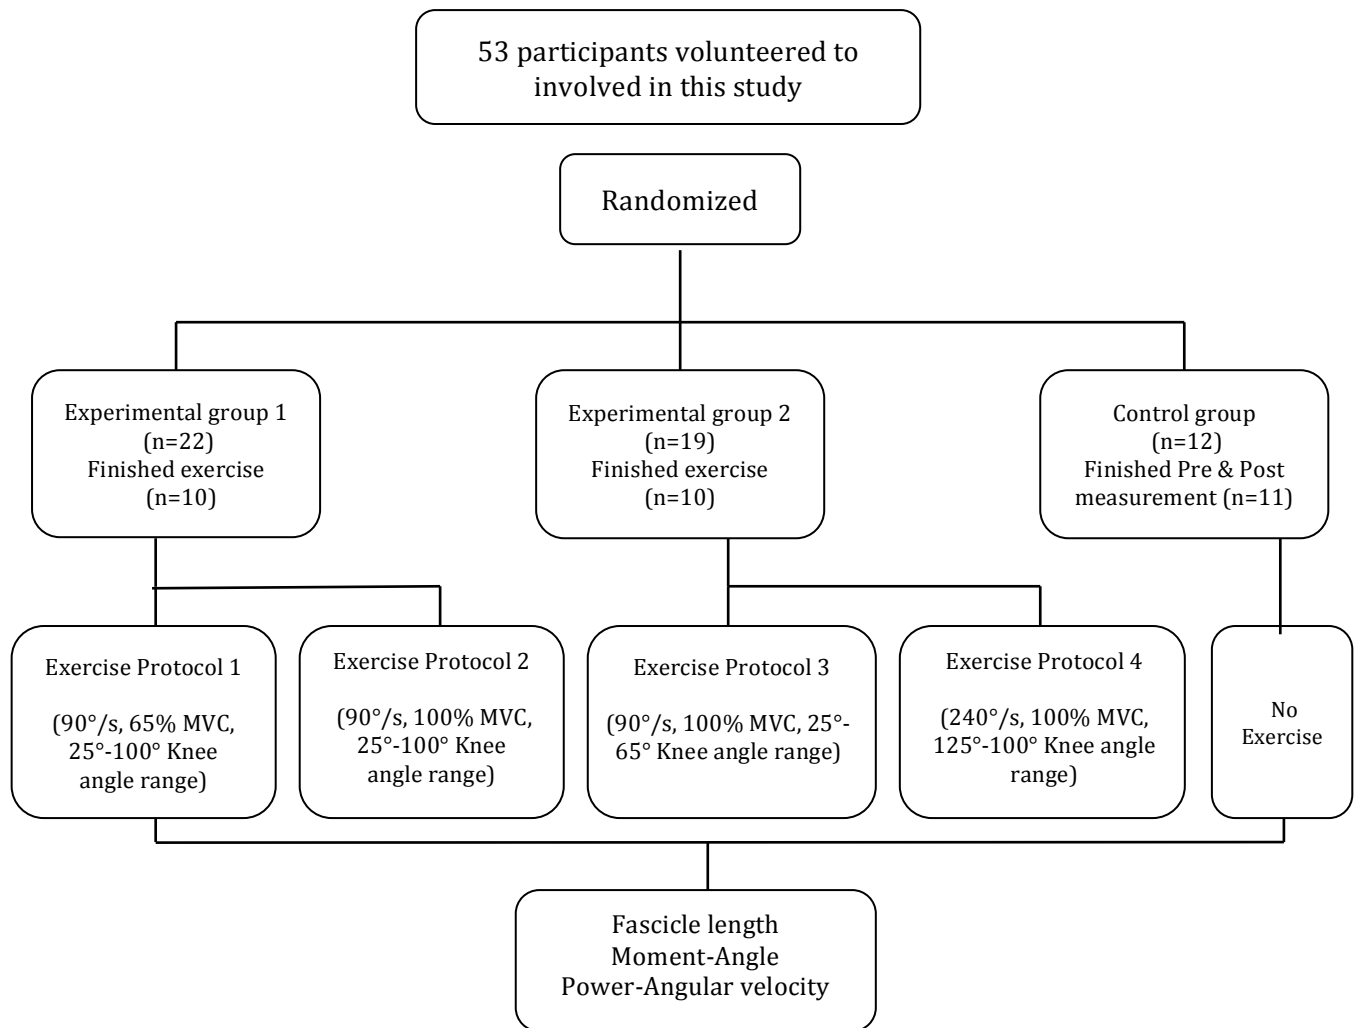 53 participants volunteered to
involved in this study
Randomized
Experimental group 1
(n=22)
Finished exercise
(n=10)
Experimental group 2
(n=19)
Finished exercise
(n=10)
Control group
(n=12)
Finished Pre & Post
measurement (n=11)
Exercise Protocol 1
(90°/s, 65% MVC,
25°-100° Knee
angle range)
Exercise Protocol 2
(90°/s, 100% MVC,
25°-100° Knee
angle range)
Exercise Protocol 3
(90°/s, 100% MVC, 25°-
65° Knee angle range)
Exercise Protocol 4
(240°/s, 100% MVC,
125°-100° Knee angle
range)
No
Exercise
Fascicle length
Moment-Angle
Power-Angular velocity